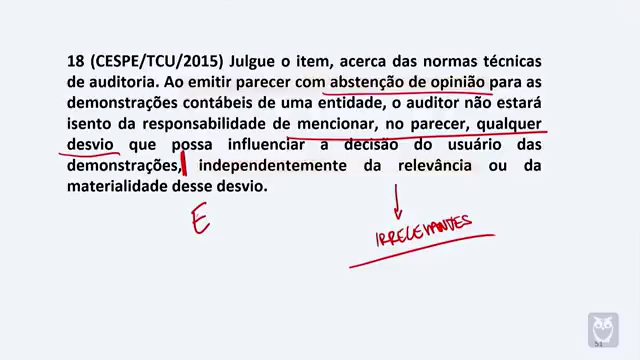 18 (CESPE/TCU/2015) Julgue o item, acerca das normas técnicas
de auditoria. Ao emitir parecer com abstenção de opinião para as
demonstrações contábeis de uma entidade, o auditor não estará
isento da responsabilidade de mencionar, no parecer, qualquer
desvio que possa influenciar a decisão do usuário das
demonstrações, independentemente da relevância ou da
materialidade desse desvio.
E
IRRELEVANTES
51